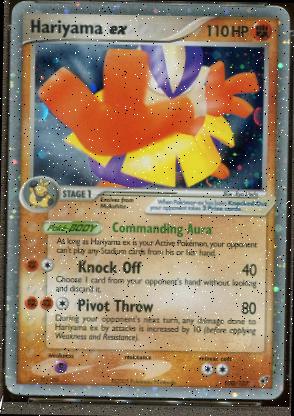 Hariyama ex 110 HP
STAGE 1
Evolves from Makuhita
When Pokémon-ex has been Knocked Out,
your opponent takes 2 Prize cards.
Poké-BODY Commanding Aura
As long as Hariyama ex is your Active Pokémon, your opponent
can't play any Stadium cards from his or her hand.
Knock Off 40
Choose 1 card from your opponent's hand without looking
and discard it.
Pivot Throw 80
During your opponent's next turn, any damage done to
Hariyama ex by attacks is increased by 10 (before applying
Weakness and Resistance).
weakness resistance retreat cost